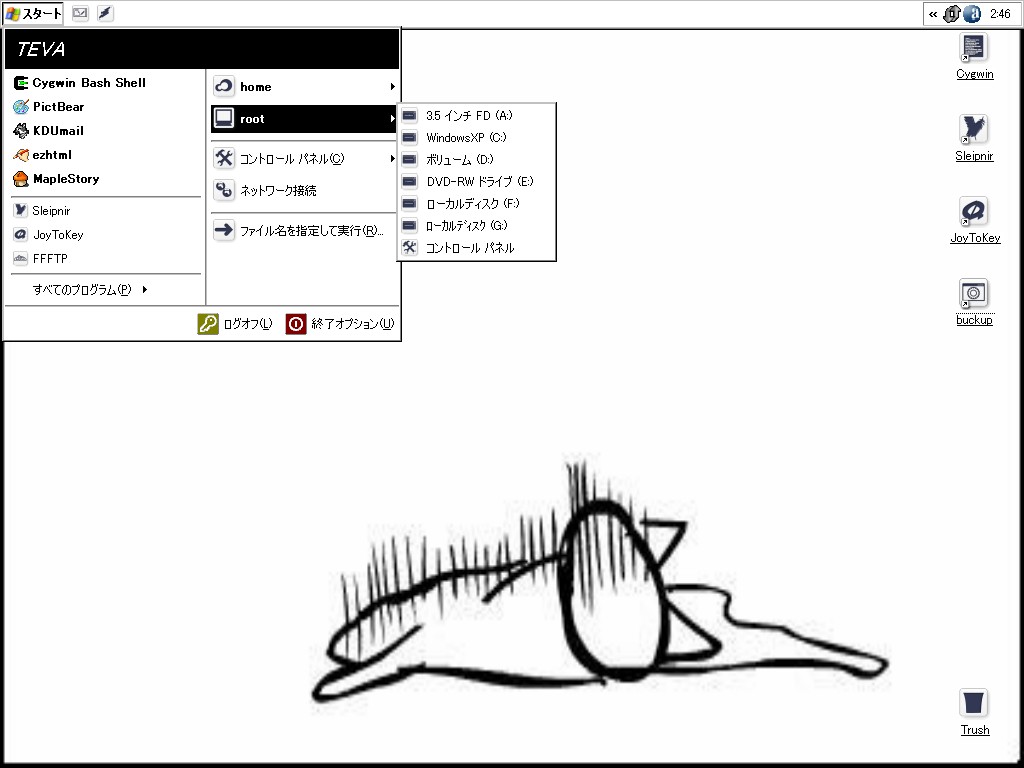 スタート
« 2:46
TEVA
Cygwin Bash Shell
PictBear
KDUmail
ezhtml
MapleStory
Sleipnir
JoyToKey
FFFTP
すべてのプログラム(P)
home
root
コントロール パネル(C)
ネットワーク接続
ファイル名を指定して実行(R)...
ログオフ(L)
終了オプション(U)
3.5 インチ FD (A:)
WindowsXP (C:)
ボリューム (D:)
DVD-RW ドライブ (E:)
ローカルディスク (F:)
ローカルディスク (G:)
コントロール パネル
Cygwin
Sleipnir
JoyToKey
buckup
Trush